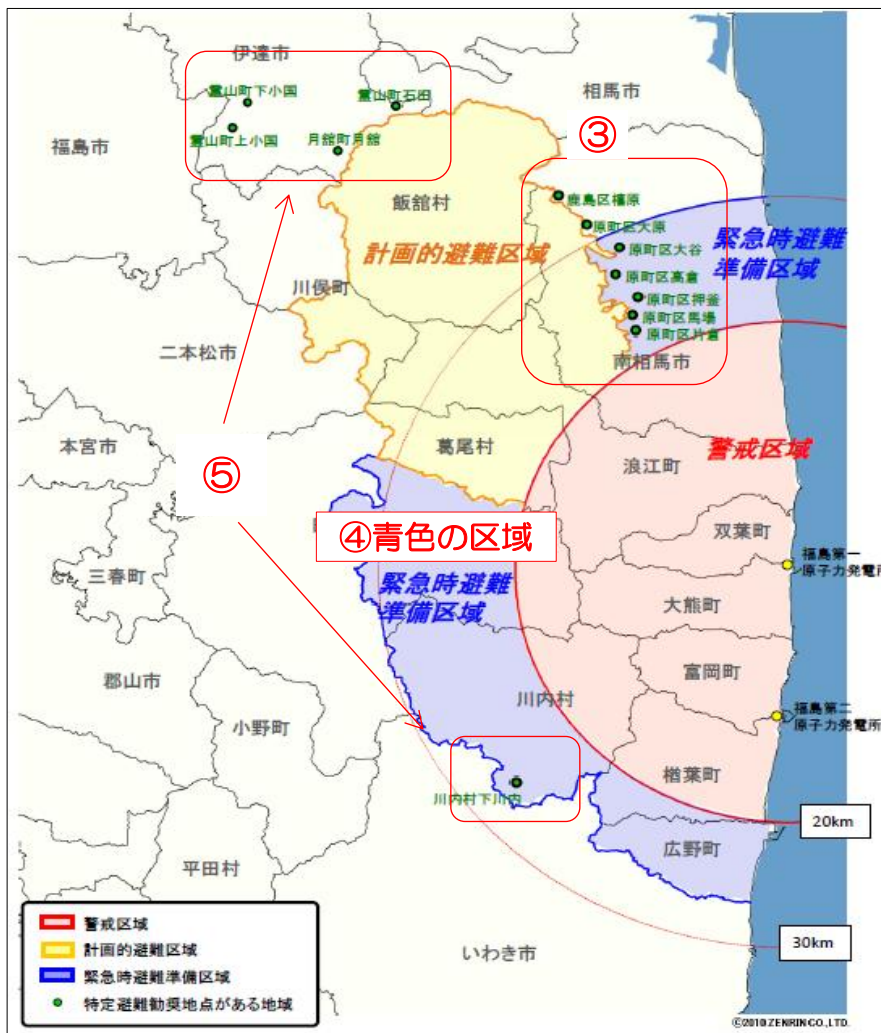 伊達市
霊山町下小国
霊山町石田
相馬市
霊山町上小国
月舘町月舘
福島市
③
飯舘村
鹿島区橲原
原町区大原
緊急時避難
準備区域
原町区大谷
計画的避難区域
原町区高倉
川俣町
原町区押釜
原町区馬場
原町区片倉
二本松市
南相馬市
本宮市
葛尾村
警戒区域
⑤
浪江町
④青色の区域
双葉町
福島第一
原子力発電所
三春町
緊急時避難
準備区域
大熊町
郡山市
富岡町
川内村
福島第二
原子力発電所
小野町
楢葉町
川内村下川内
20km
広野町
平田村
警戒区域
計画的避難区域
緊急時避難準備区域
特定避難勧奨地点がある地域
いわき市
30km
©2010 ZENRIN CO., LTD.